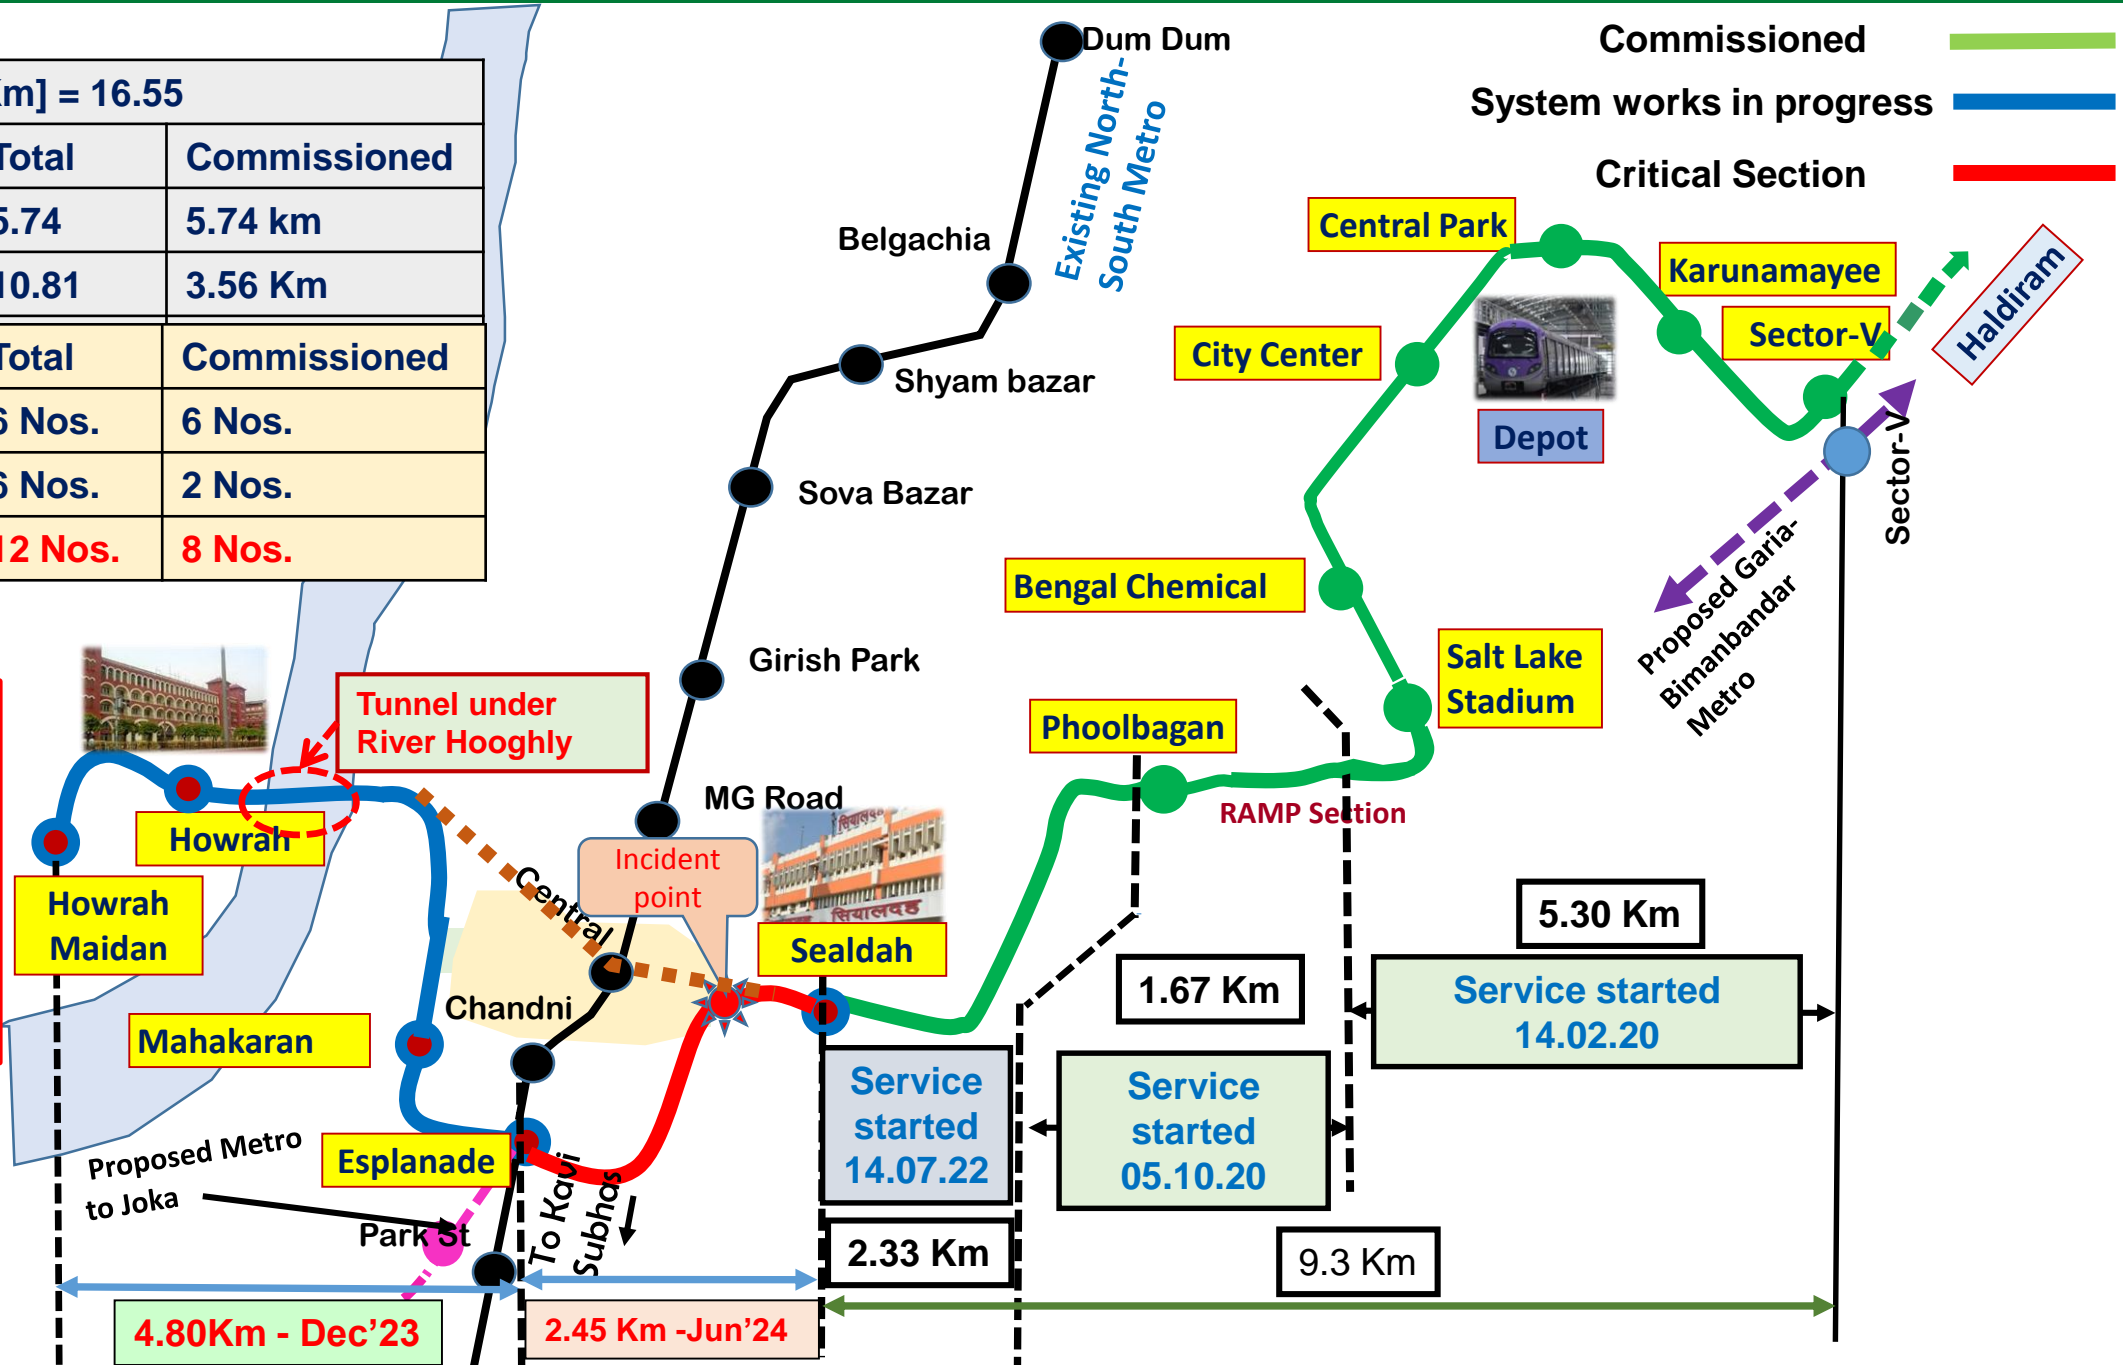 Commissioned
System works in progress
Critical Section
Km] = 16.55
Total Commissioned
5.74 5.74 km
10.81 3.56 Km
Total Commissioned
6 Nos. 6 Nos.
6 Nos. 2 Nos.
12 Nos. 8 Nos.
Dum Dum
Existing North-
South Metro
Belgachia
Shyam bazar
Sova Bazar
Girish Park
MG Road
Central
Chandni
Park St
To Kavi
Subhas
Central Park
Karunamayee
Sector-V
Haldiram
City Center
Depot
Sector-V
Proposed Garia-
Bimanbandar
Metro
Bengal Chemical
Salt Lake
Stadium
Phoolbagan
RAMP Section
Tunnel under
River Hooghly
Howrah
Howrah
Maidan
Mahakaran
Esplanade
Proposed Metro
to Joka
Incident
point
सियालदह
सियालदह
Sealdah
5.30 Km
Service started
14.02.20
1.67 Km
Service
started
05.10.20
Service
started
14.07.22
2.33 Km
9.3 Km
4.80Km - Dec’23
2.45 Km -Jun’24